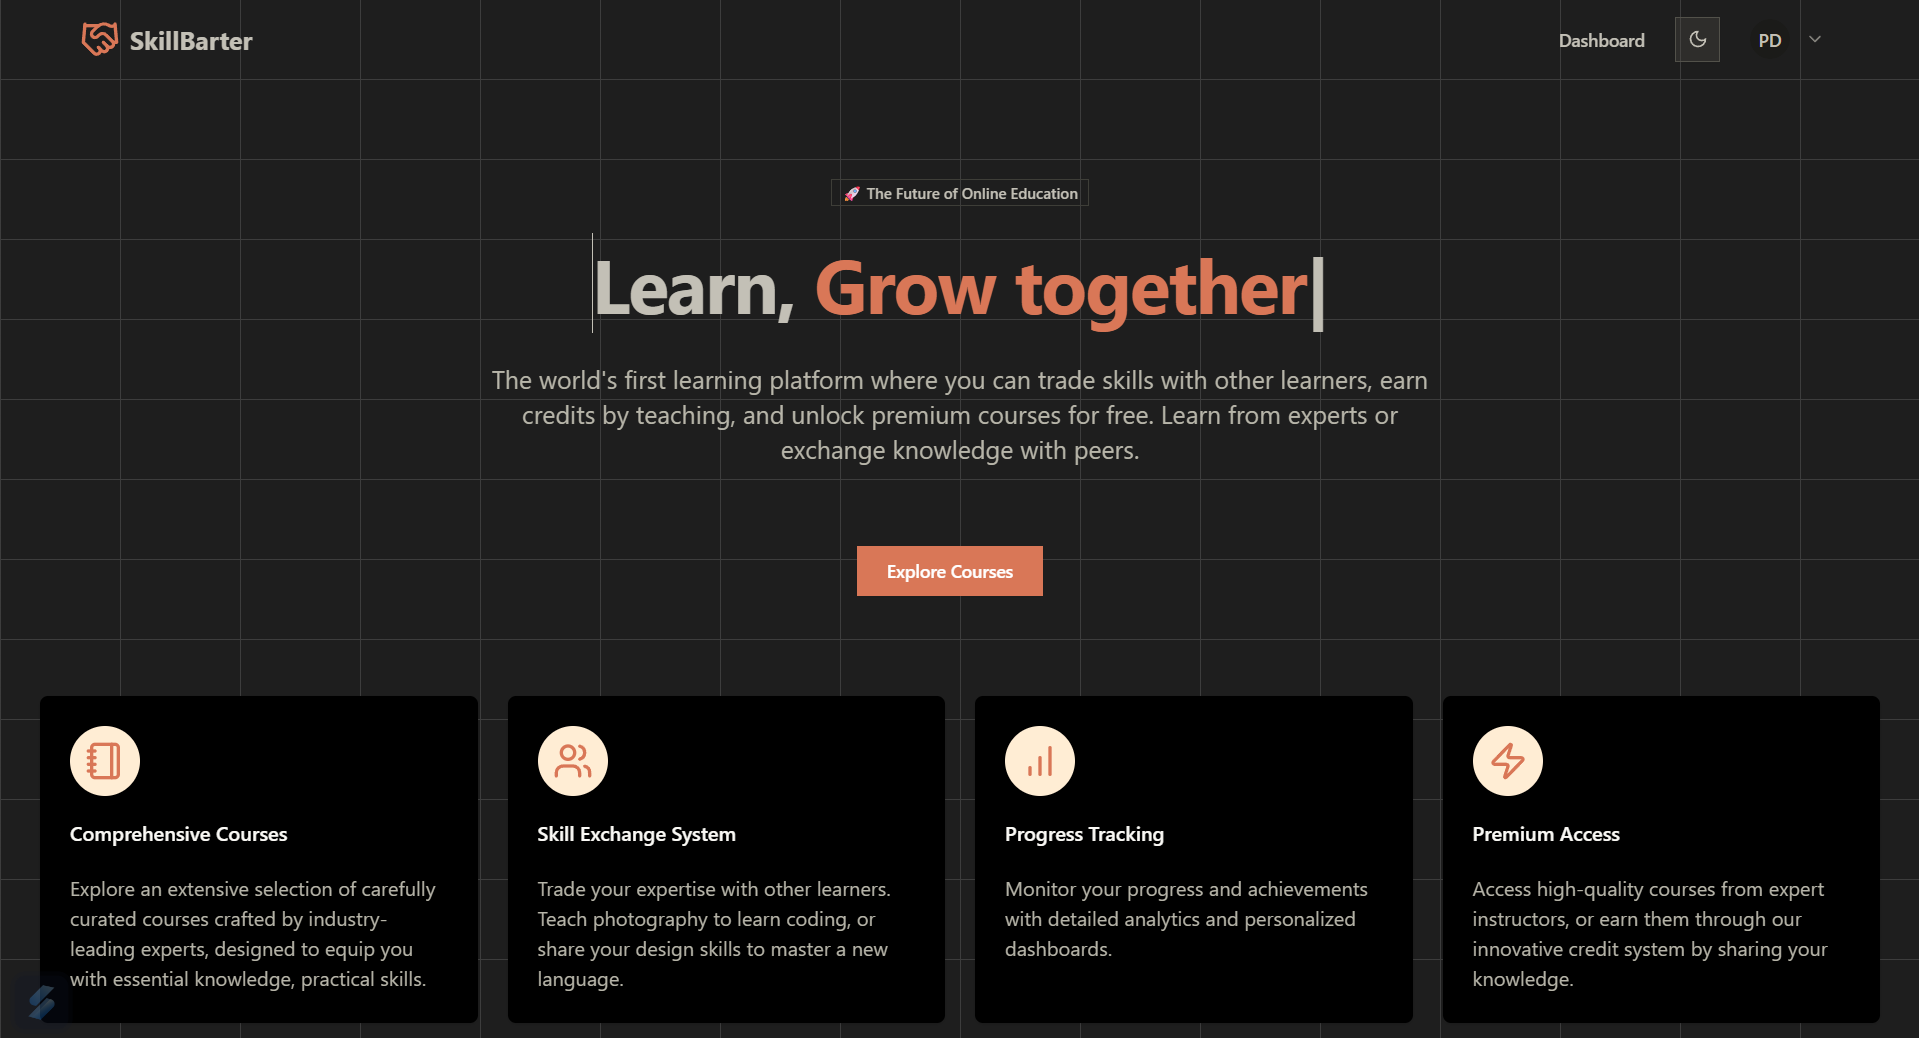 SkillBarter
Dashboard
PD
🚀 The Future of Online Education
Learn, Grow together|
The world's first learning platform where you can trade skills with other learners, earn
credits by teaching, and unlock premium courses for free. Learn from experts or
exchange knowledge with peers.
Explore Courses
Comprehensive Courses
Explore an extensive selection of carefully
curated courses crafted by industry-
leading experts, designed to equip you
with essential knowledge, practical skills.
Skill Exchange System
Trade your expertise with other learners.
Teach photography to learn coding, or
share your design skills to master a new
language.
Progress Tracking
Monitor your progress and achievements
with detailed analytics and personalized
dashboards.
Premium Access
Access high-quality courses from expert
instructors, or earn them through our
innovative credit system by sharing your
knowledge.